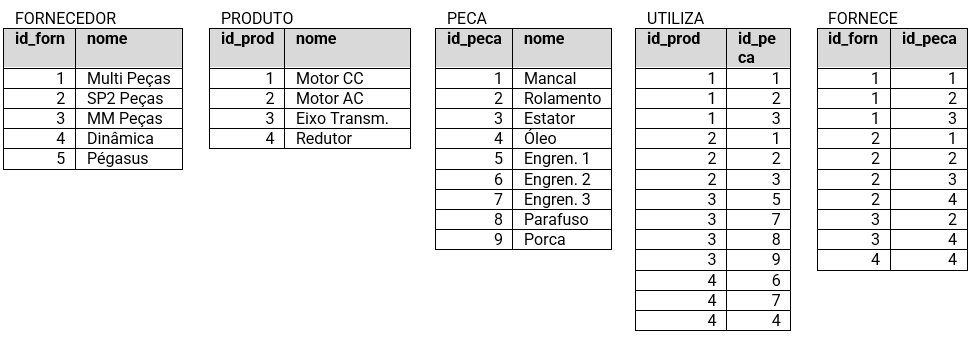 FORNECEDOR
id_forn nome
1 Multi Peças
2 SP2 Peças
3 MM Peças
4 Dinâmica
5 Pégasus
PRODUTO
id_prod nome
1 Motor CC
2 Motor AC
3 Eixo Transm.
4 Redutor
PECA
id_peca nome
1 Mancal
2 Rolamento
3 Estator
4 Óleo
5 Engren. 1
6 Engren. 2
7 Engren. 3
8 Parafuso
9 Porca
UTILIZA
id_prod id_pe
ca
1 1
1 2
1 3
2 1
2 2
2 3
3 5
3 7
3 8
3 9
4 6
4 7
4 4
FORNECE
id_forn id_peca
1 1
1 2
1 3
2 1
2 2
2 3
2 4
3 2
3 4
4 4